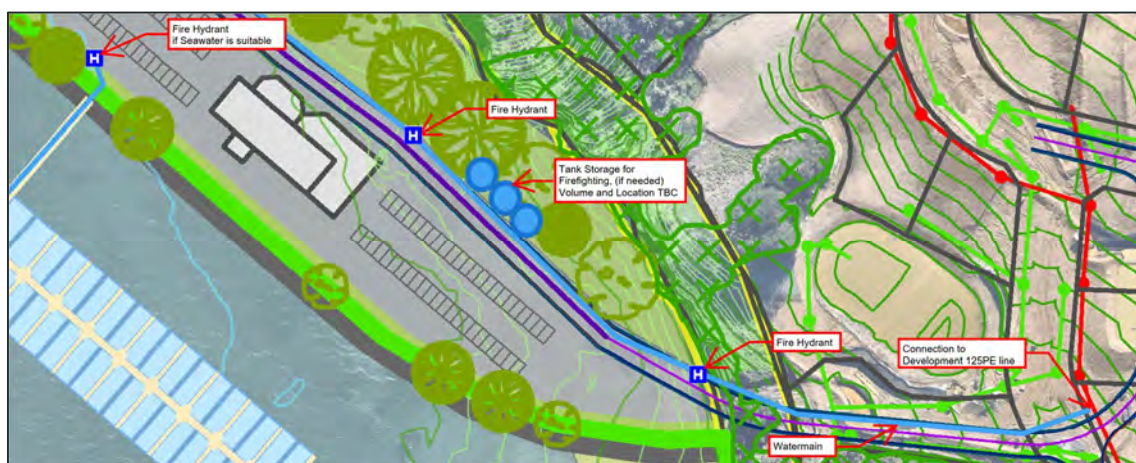 Fire Hydrant
if Seawater is suitable
H
Fire Hydrant
H
Tank Storage for
Firefighting, (if needed)
Volume and Location TBC
Fire Hydrant
H
Connection to
Development 125PE line
Watermain